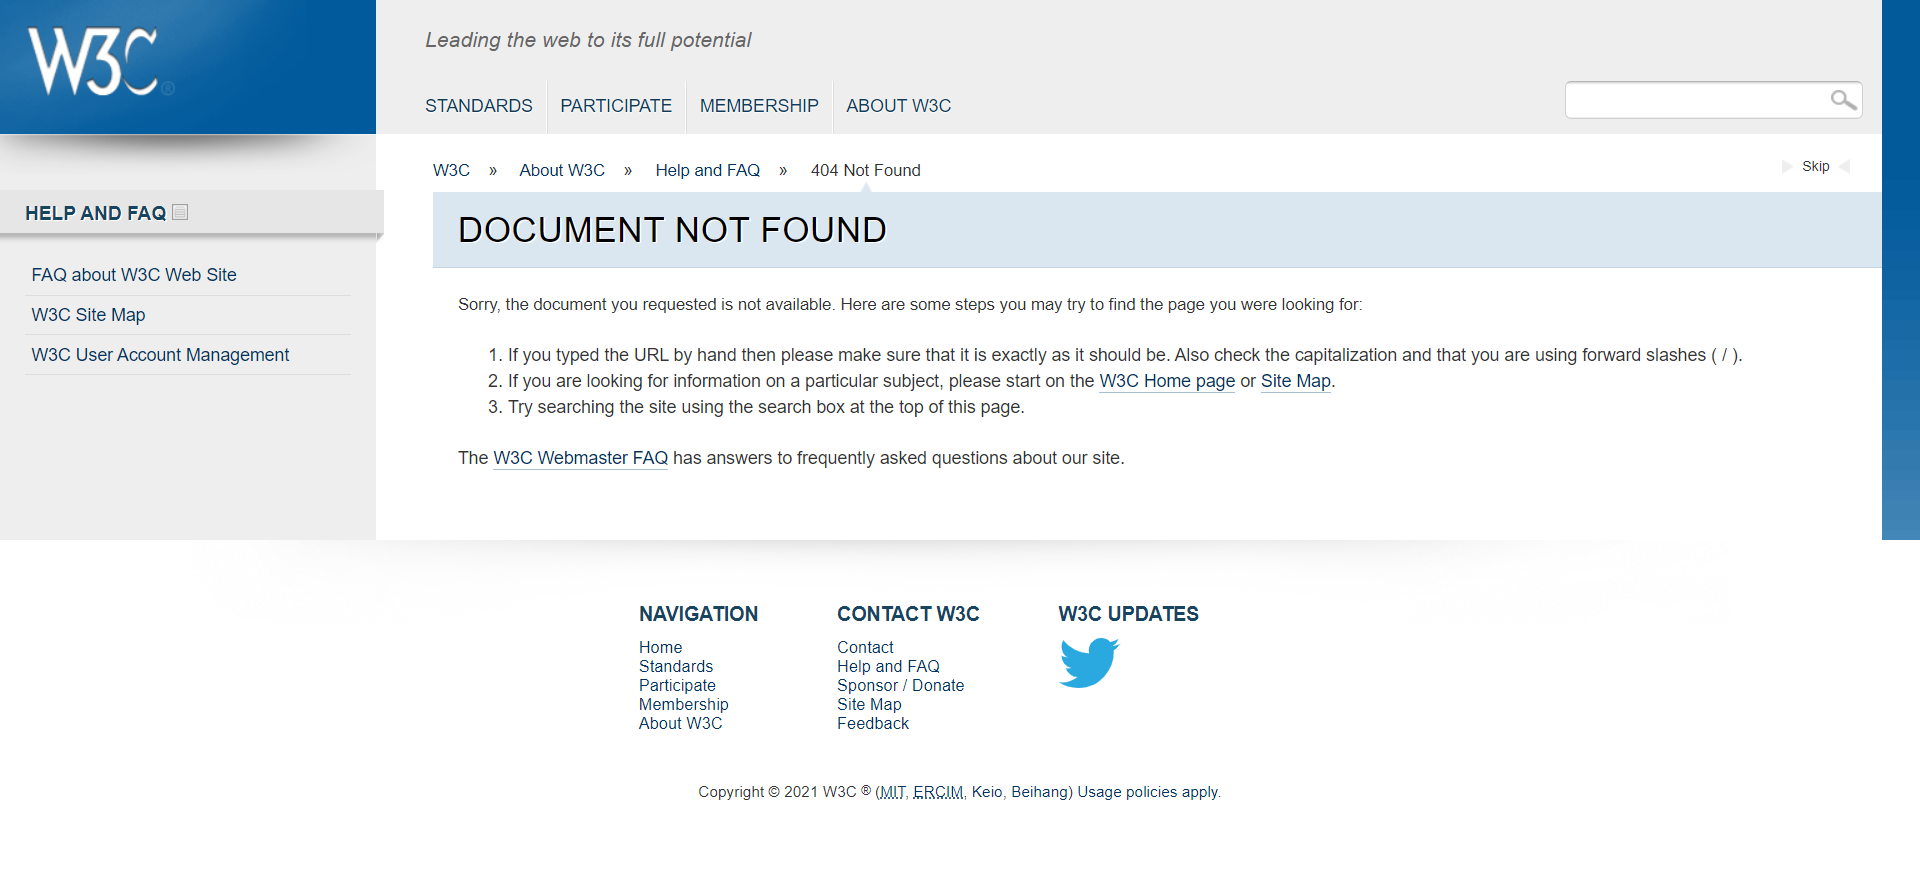 W3C®
Leading the web to its full potential
STANDARDS PARTICIPATE MEMBERSHIP ABOUT W3C
W3C » About W3C » Help and FAQ » 404 Not Found
Skip
HELP AND FAQ
FAQ about W3C Web Site
W3C Site Map
W3C User Account Management
DOCUMENT NOT FOUND
Sorry, the document you requested is not available. Here are some steps you may try to find the page you were looking for:
1. If you typed the URL by hand then please make sure that it is exactly as it should be. Also check the capitalization and that you are using forward slashes ( / ).
2. If you are looking for information on a particular subject, please start on the W3C Home page or Site Map.
3. Try searching the site using the search box at the top of this page.
The W3C Webmaster FAQ has answers to frequently asked questions about our site.
NAVIGATION
Home
Standards
Participate
Membership
About W3C
CONTACT W3C
Contact
Help and FAQ
Sponsor / Donate
Site Map
Feedback
W3C UPDATES
Copyright © 2021 W3C ® (MIT, ERCIM, Keio, Beihang) Usage policies apply.